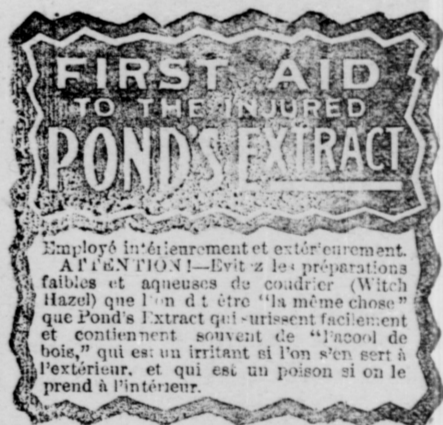 FIRST AID
TO THE INJURED
POND'S EXTRACT
Employé intérieurement et extérieurement.
ATTENTION!—Evitez les préparations
faibles et aqueuses de coudrier (Witch
Hazel) que l'on dit être "la même chose"
que Pond's Extract qui surissent facilement
et contiennent souvent de "l'acool de
bois," qui est un irritant si l'on s'en sert à
l'extérieur. et qui est un poison si on le
prend à l'intérieur.